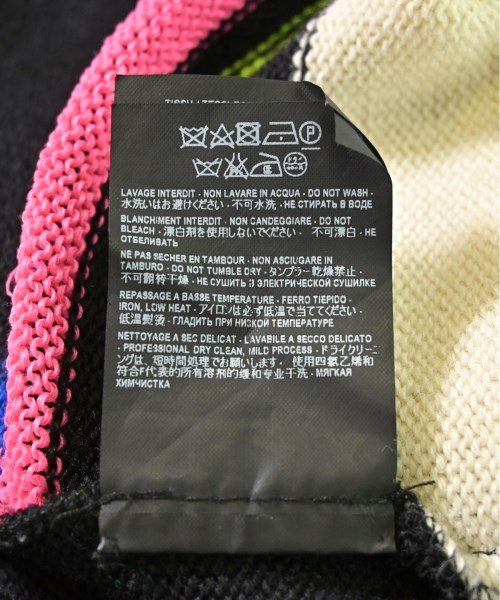 LAVAGE INTERDIT · NON LAVARE IN ACQUA · DO NOT WASH ·
水洗いはお避けください · 不可水洗 · НЕ СТИРАТЬ В ВОДЕ
BLANCHIMENT INTERDIT · NON CANDEGGIARE · DO NOT
BLEACH · 漂白剤を使用しないでください · 不可漂白 · НЕ
ОТБЕЛИВАТЬ
NE PAS SECHER EN TAMBOUR · NON ASCIUGARE IN
TAMBURO · DO NOT TUMBLE DRY · タンブラー乾燥禁止 ·
不可翻转干燥 · НЕ СУШИТЬ В ЭЛЕКТРИЧЕСКОЙ СУШИЛКЕ
REPASSAGE A BASSE TEMPERATURE · FERRO TIEPIDO ·
IRON, LOW HEAT · アイロンは必ず低温で当ててください ·
低温熨烫 · ГЛАДИТЬ ПРИ НИЗКОЙ ТЕМПЕРАТУРЕ
NETTOYAGE A SEC DELICAT · LAVABILE A SECCO DELICATO
· PROFESSIONAL DRY CLEAN, MILD PROCESS · ドライクリーニ
ングは、短時間処理でお願いします · 使用四氯乙烯和
符合F代表的所有溶剂的缓和专业干洗 · МЯГКАЯ
ХИМЧИСТКА